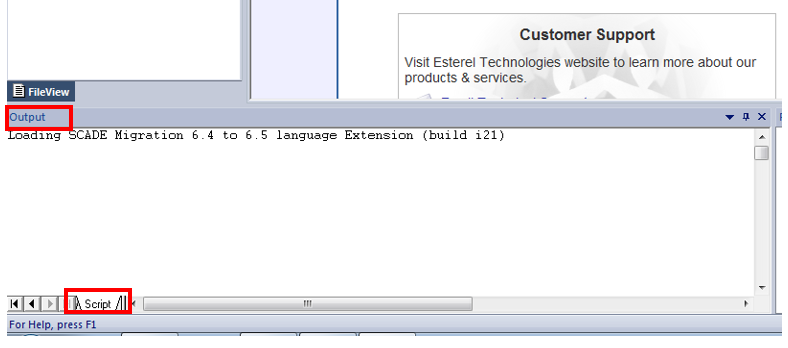 Customer Support
Visit Esterel Technologies website to learn more about our
products & services.
FileView
Output
Loading SCADE Migration 6.4 to 6.5 language Extension (build i21)
Script
For Help, press F1